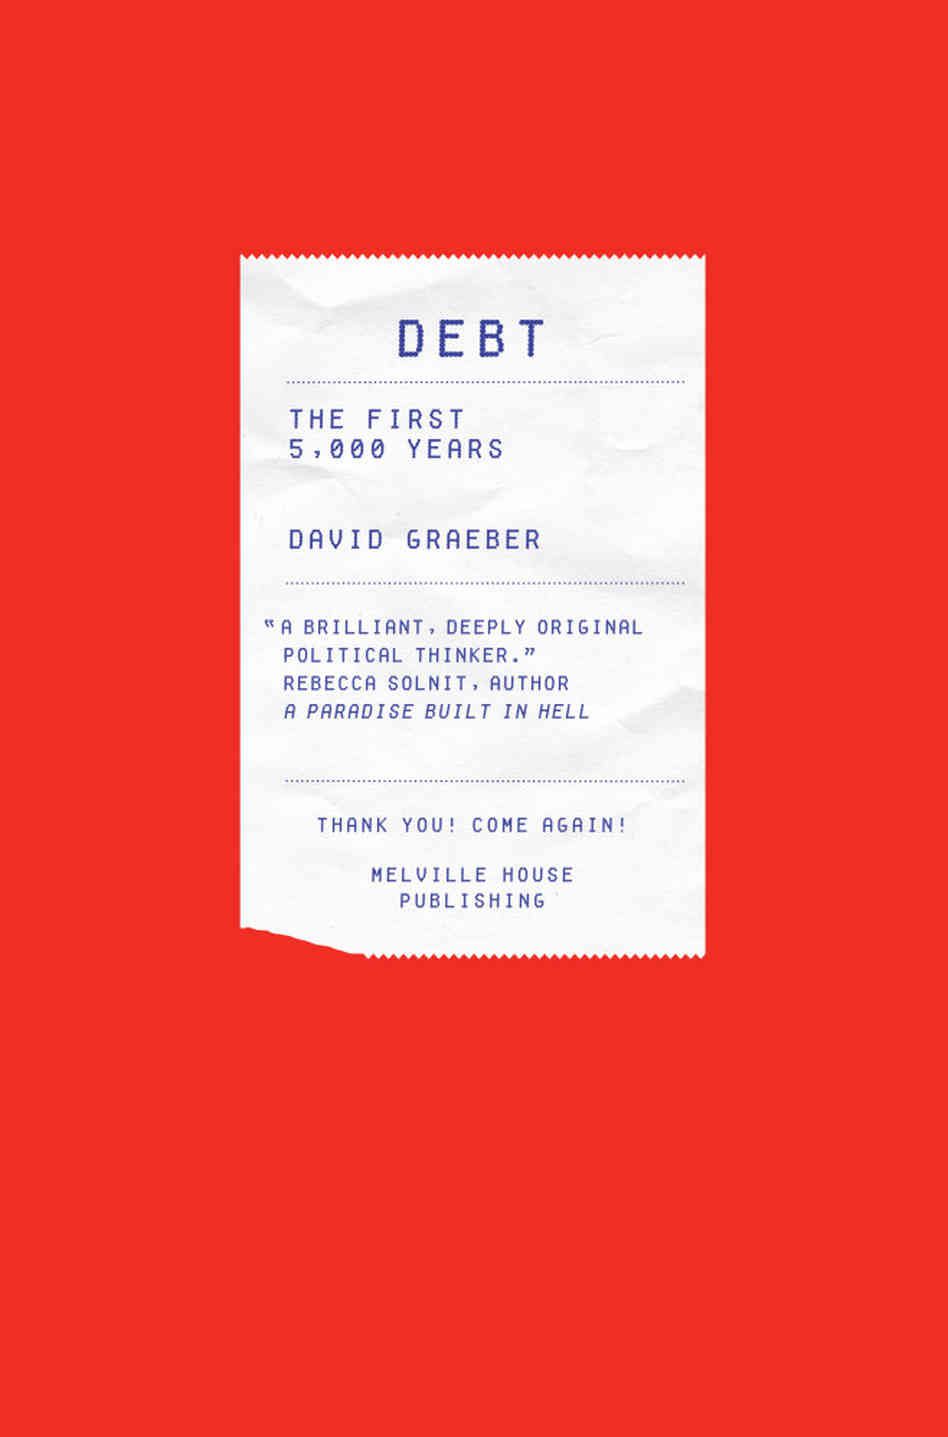 DEBT
THE FIRST
5,000 YEARS
DAVID GRAEBER
“A BRILLIANT, DEEPLY ORIGINAL
POLITICAL THINKER.”
REBECCA SOLNIT, AUTHOR
A PARADISE BUILT IN HELL
THANK YOU! COME AGAIN!
MELVILLE HOUSE
PUBLISHING